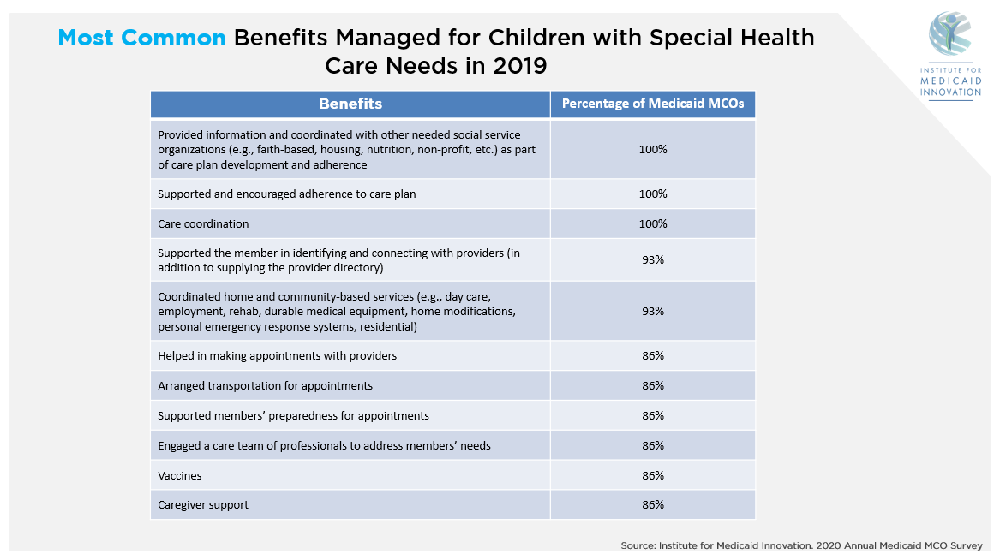 Most Common Benefits Managed for Children with Special Health
Care Needs in 2019
INSTITUTE FOR
MEDICAID
INNOVATION
Benefits
Percentage of Medicaid MCOs
Provided information and coordinated with other needed social service
organizations (e.g., faith-based, housing, nutrition, non-profit, etc.) as part
of care plan development and adherence
100%
Supported and encouraged adherence to care plan
100%
Care coordination
100%
Supported the member in identifying and connecting with providers (in
addition to supplying the provider directory)
93%
Coordinated home and community-based services (e.g., day care,
employment, rehab, durable medical equipment, home modifications,
personal emergency response systems, residential)
93%
Helped in making appointments with providers
86%
Arranged transportation for appointments
86%
Supported members’ preparedness for appointments
86%
Engaged a care team of professionals to address members’ needs
86%
Vaccines
86%
Caregiver support
86%
Source: Institute for Medicaid Innovation. 2020 Annual Medicaid MCO Survey